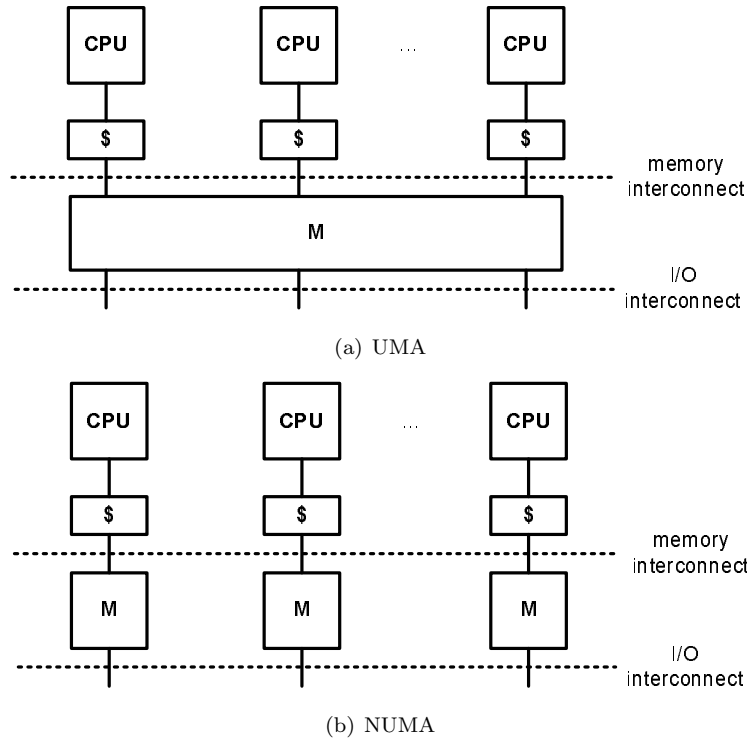 CPU CPU ... CPU
$ $ $
memory
interconnect
M
I/O
interconnect
(a) UMA
CPU CPU ... CPU
$ $ $
memory
interconnect
M M M
I/O
interconnect
(b) NUMA